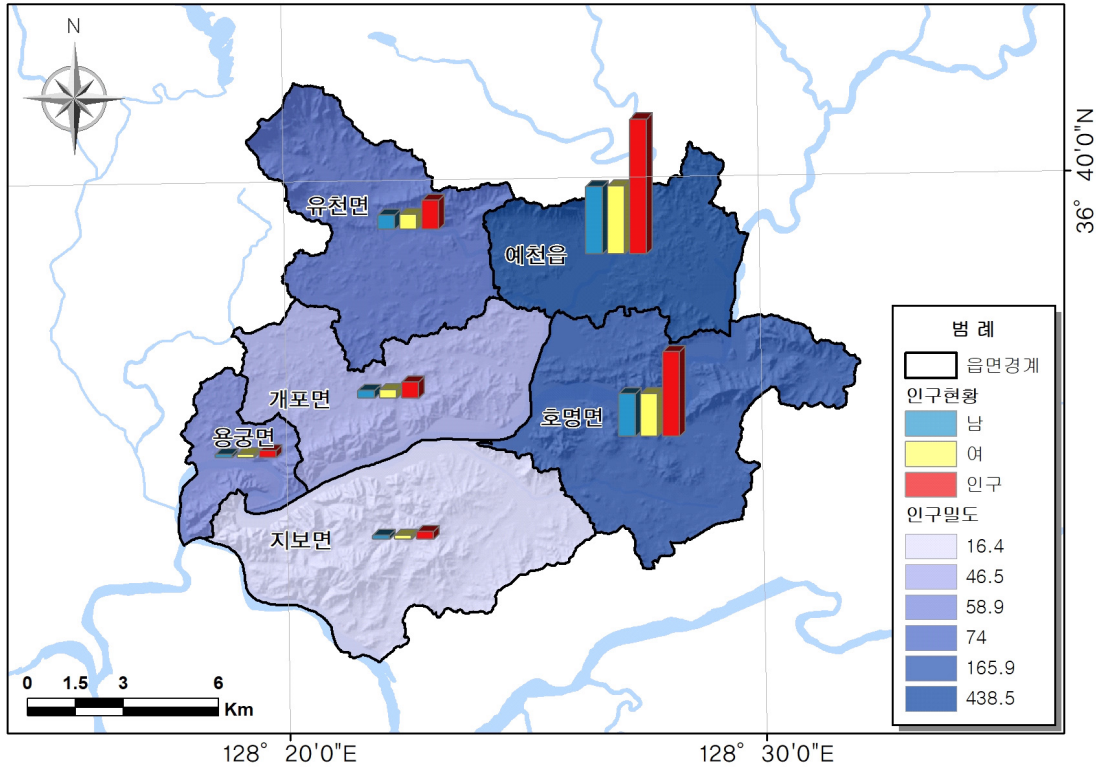 N
40'0"N
36°
유천면
예천읍
개포면
용궁면
호명면
지보면
범 례
읍면경계
인구현황
남
여
인구
인구밀도
16.4
46.5
58.9
74
165.9
438.5
0 1.5 3 6
Km
128° 20'0"E
128° 30'0"E